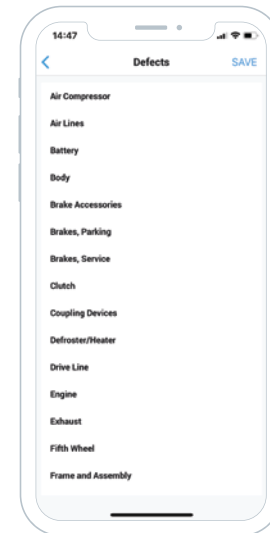 14:47
Defects SAVE
Air Compressor
Air Lines
Battery
Body
Brake Accessories
Brakes, Parking
Brakes, Service
Clutch
Coupling Devices
Defroster/Heater
Drive Line
Engine
Exhaust
Fifth Wheel
Frame and Assembly